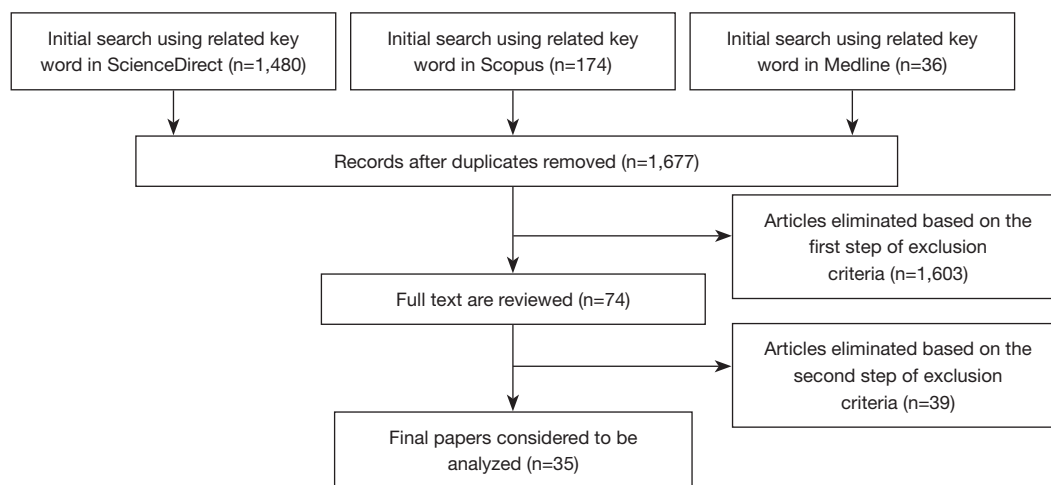 Initial search using related key
word in ScienceDirect (n=1,480)
Initial search using related key
word in Scopus (n=174)
Initial search using related key
word in Medline (n=36)
Records after duplicates removed (n=1,677)
Articles eliminated based on the
the first step of exclusion
criteria (n=1,603)
Full text are reviewed (n=74)
Articles eliminated based on the
second step of exclusion
criteria (n=39)
Final papers considered to be
analyzed (n=35)